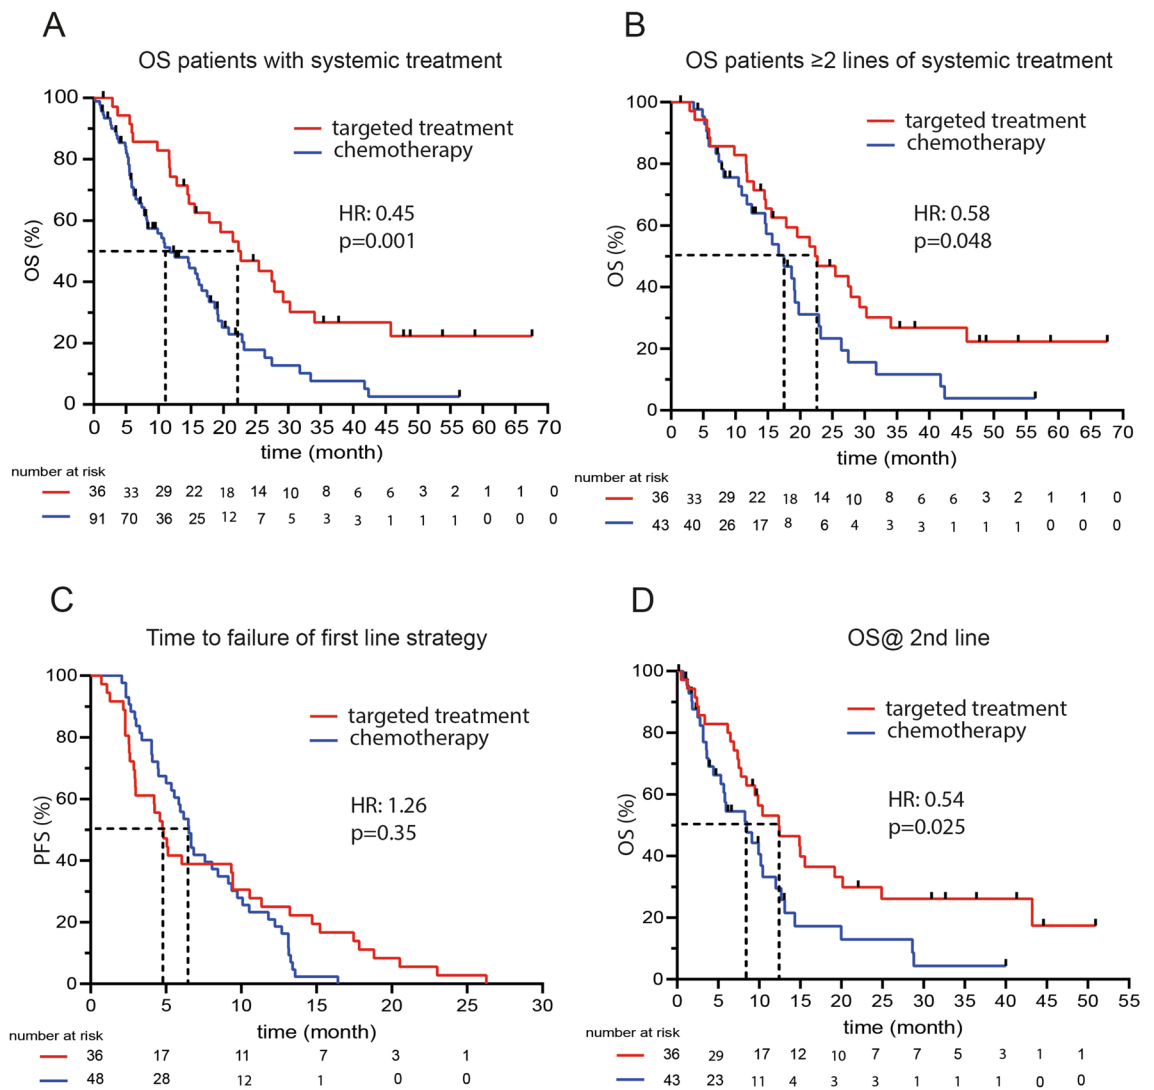 A
OS patients with systemic treatment
100
80
60
40
20
0
OS (%)
targeted treatment
chemotherapy
HR: 0.45
p=0.001
0 5 10 15 20 25 30 35 40 45 50 55 60 65 70
time (month)
number at risk
36 33 29 22 18 14 10 8 6 6 3 2 1 1 0
91 70 36 25 12 7 5 3 3 1 1 1 0 0 0
B
OS patients ≥2 lines of systemic treatment
100
80
60
40
20
0
OS (%)
targeted treatment
chemotherapy
HR: 0.58
p=0.048
0 5 10 15 20 25 30 35 40 45 50 55 60 65 70
time (month)
number at risk
36 33 29 22 18 14 10 8 6 6 3 2 1 1 0
43 40 26 17 8 6 4 3 3 1 1 1 0 0 0
C
Time to failure of first line strategy
100
80
60
40
20
0
PFS (%)
targeted treatment
chemotherapy
HR: 1.26
p=0.35
0 5 10 15 20 25 30
time (month)
number at risk
36 17 11 7 3 1
48 28 12 1 0 0
D
OS@ 2nd line
100
80
60
40
20
0
OS (%)
targeted treatment
chemotherapy
HR: 0.54
p=0.025
0 5 10 15 20 25 30 35 40 45 50 55
time (month)
number at risk
36 29 17 12 10 7 7 5 3 1 1
43 23 11 4 3 3 1 1 1 0 0